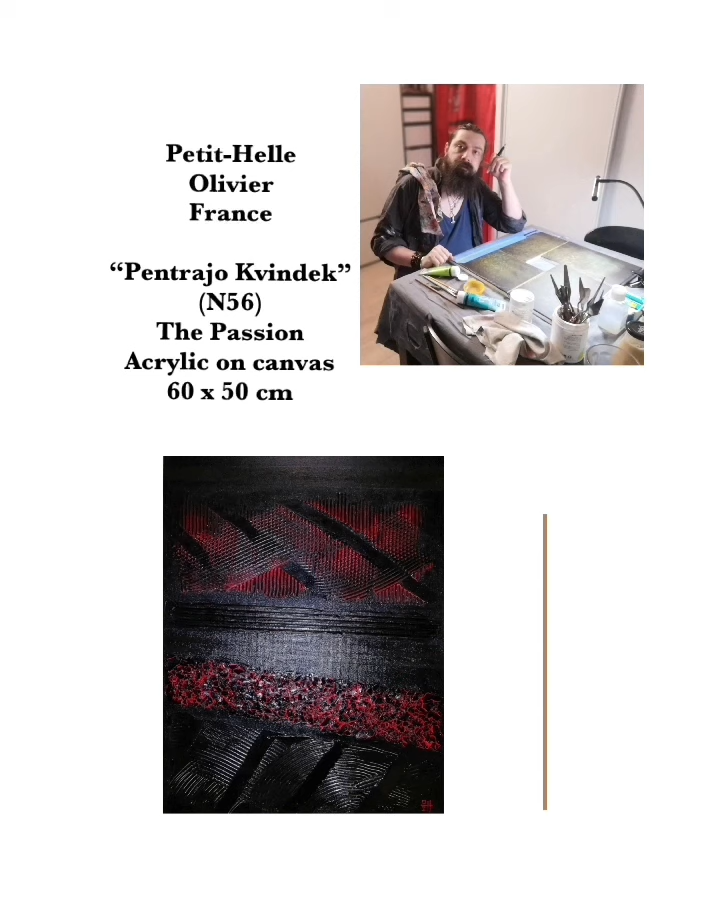 Petit-Helle
Olivier
France
“Pentrajo Kvindek”
(N56)
The Passion
Acrylic on canvas
60 x 50 cm